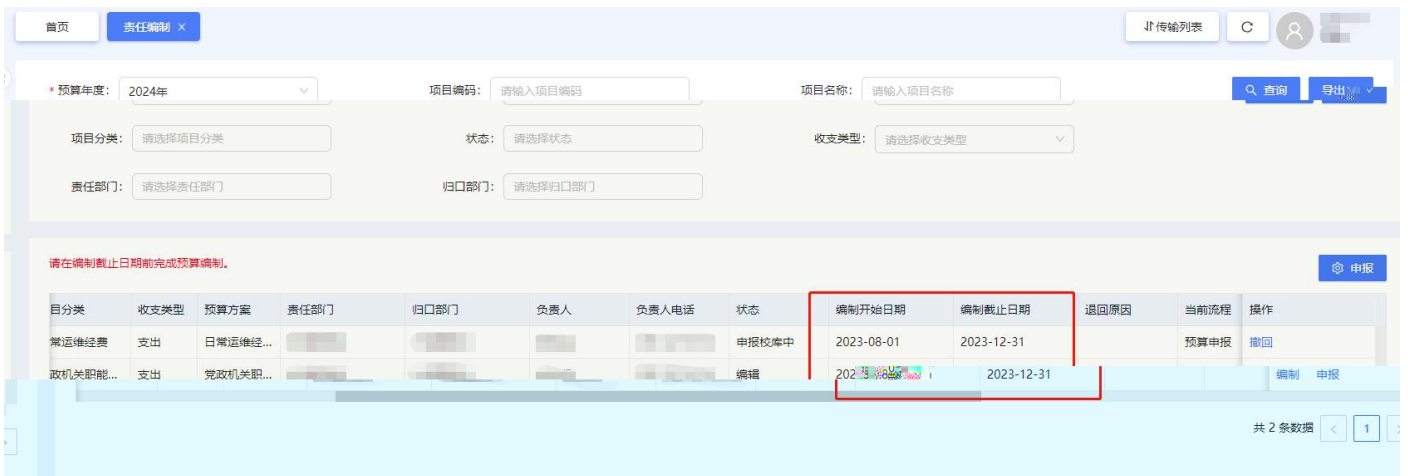 首页 责任编制 × 传输列表
* 预算年度： 2024年 项目编码： 请输入项目编码 项目名称： 请输入项目名称 查询 导出
项目分类： 请选择项目分类 状态： 请选择状态 收支类型： 请选择收支类型
责任部门： 请选择责任部门 归口部门： 请选择归口部门
请在编制截止日期前完成预算编制。 申报
目分类 收支类型 预算方案 责任部门 归口部门 负责人 负责人电话 状态 编制开始日期 编制截止日期 退回原因 当前流程 操作
常运维经费 支出 日常运维经... 申报校库中 2023-08-01 2023-12-31 预算申报 撤回
政机关职能... 支出 党政机关职... 编辑 2023-12-31 编制 申报
共 2 条数据 < 1 >